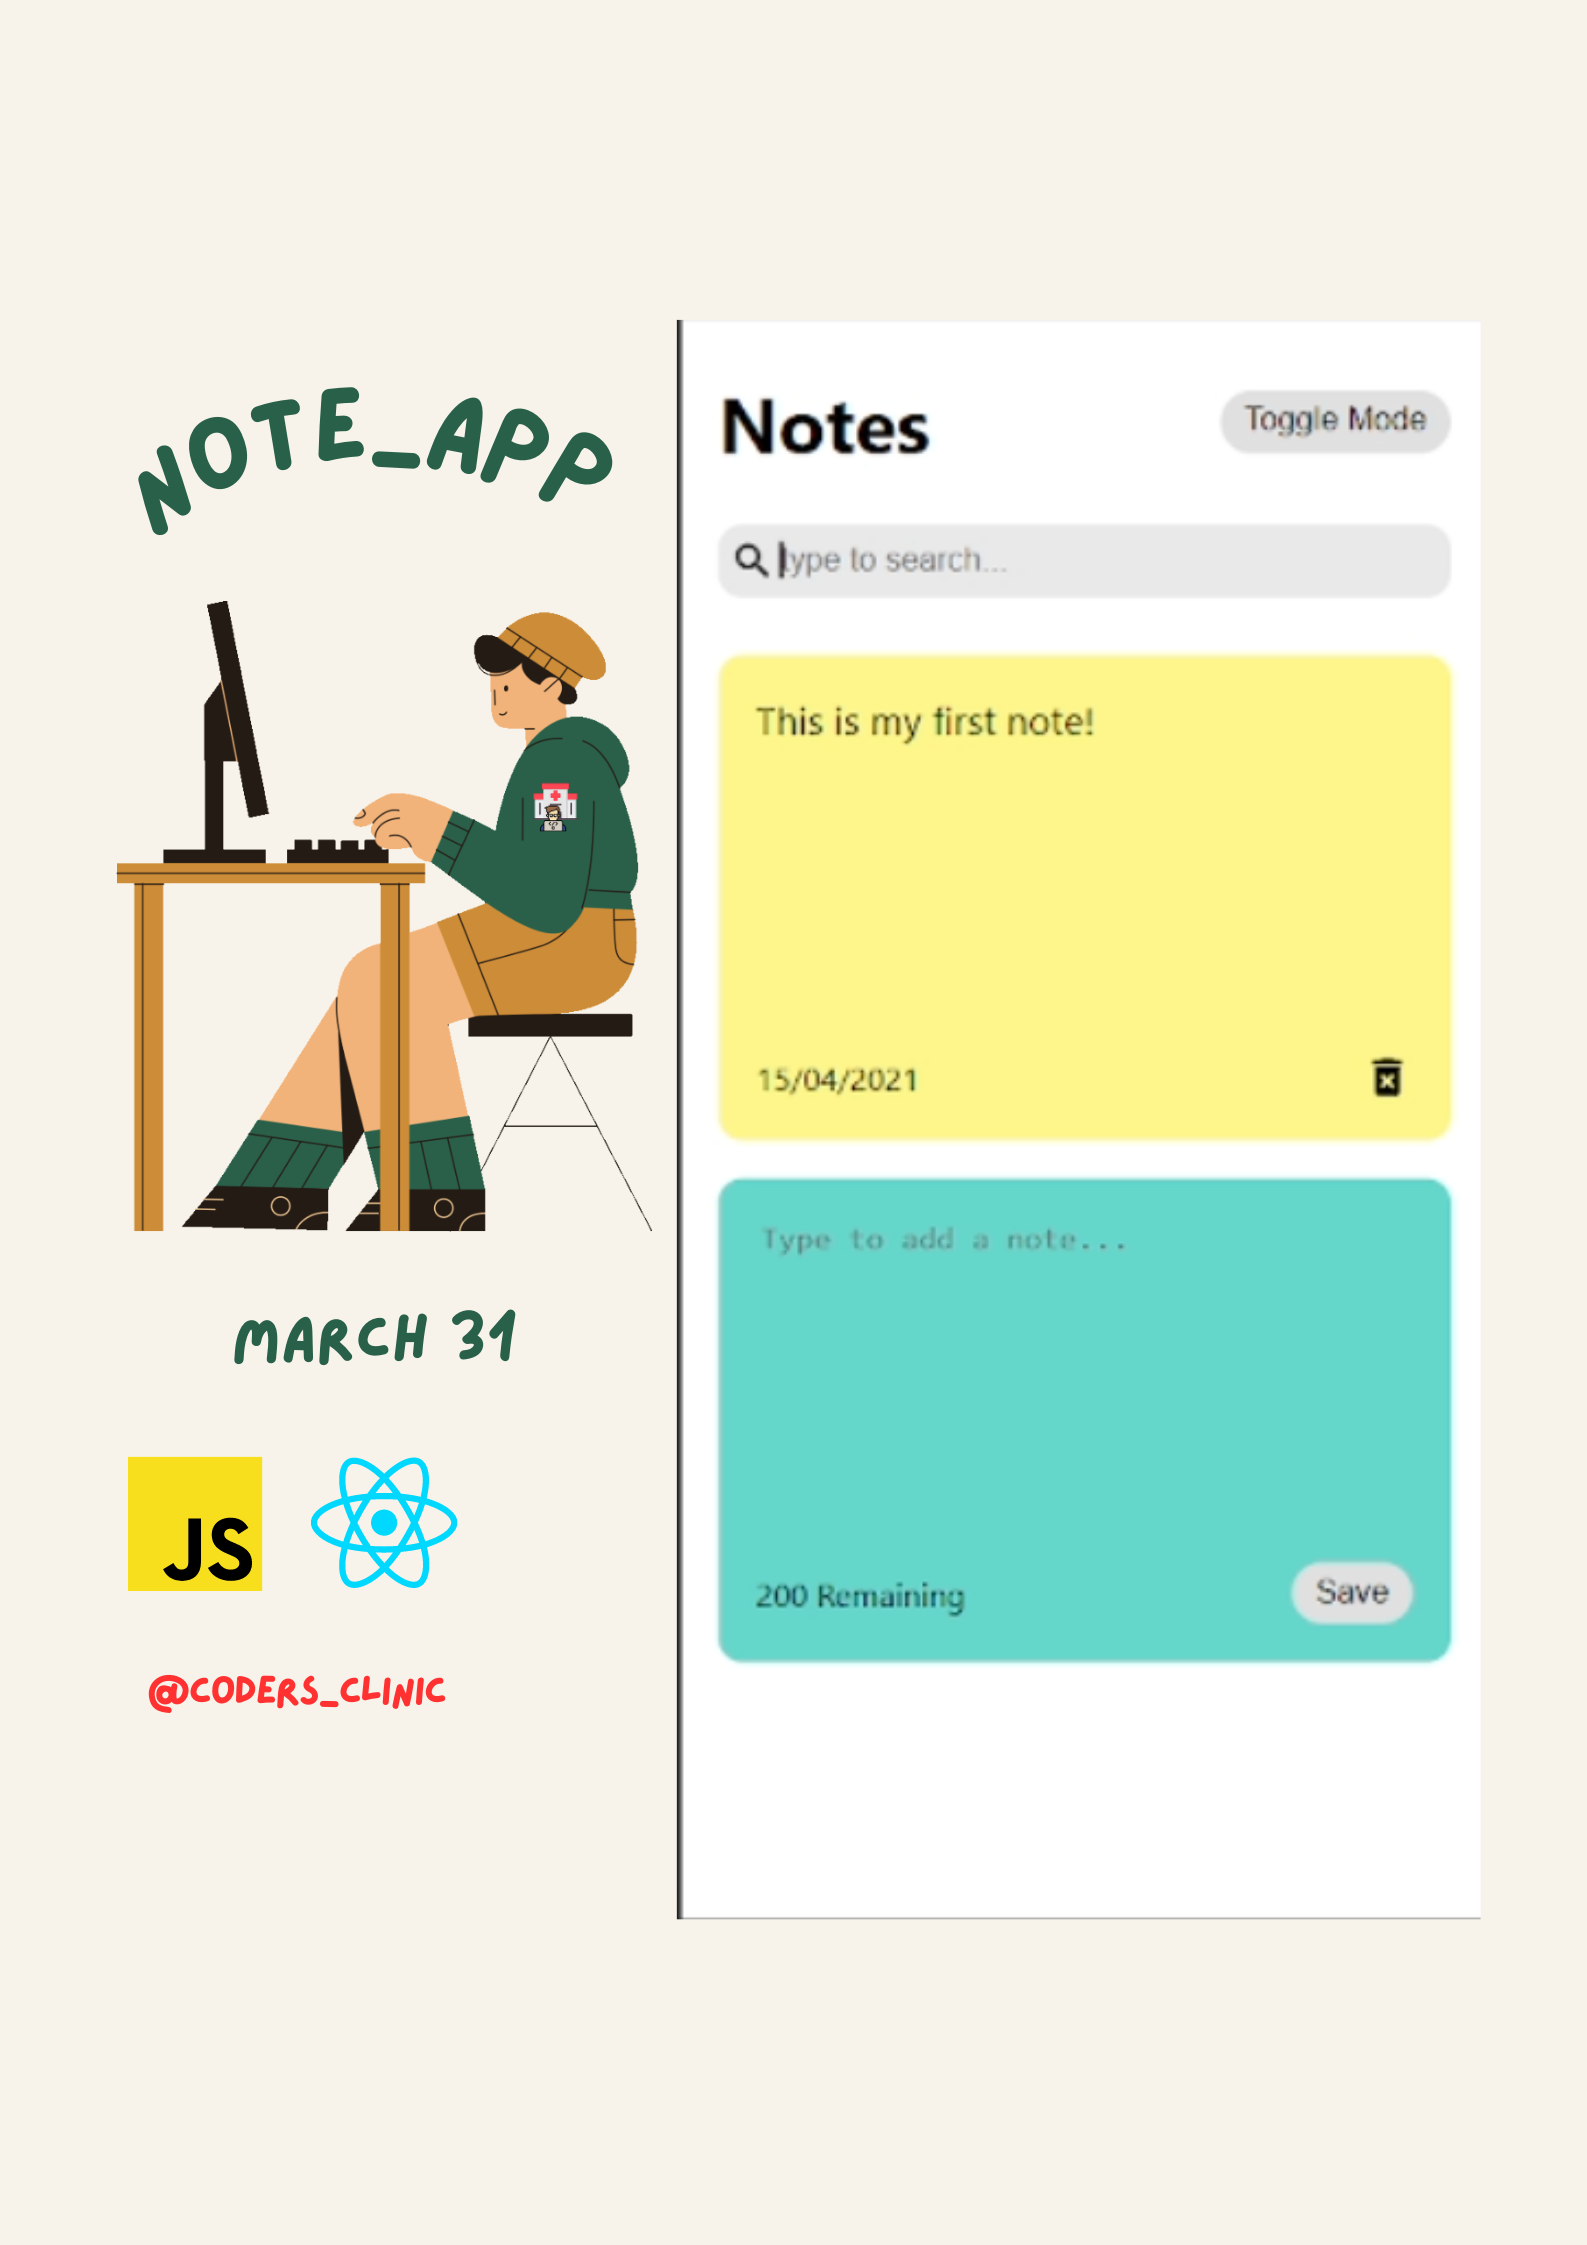 NOTE_APP
MARCH 31
JS
@CODERS_CLINIC
Notes
Toggle Mode
type to search...
This is my first note!
15/04/2021
Type to add a note...
200 Remaining
Save